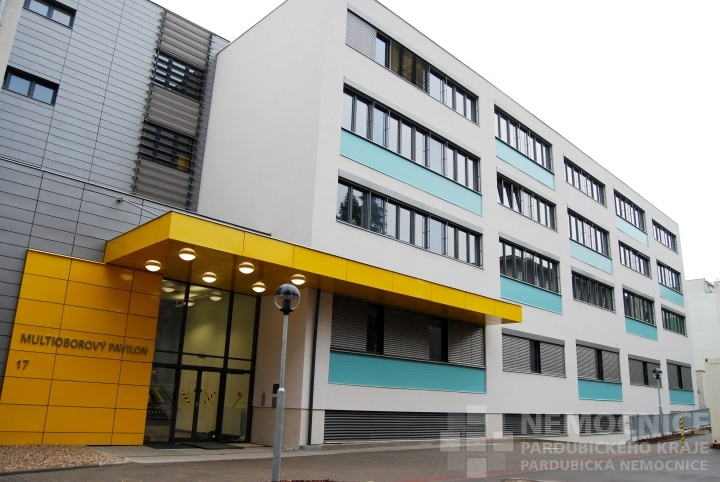 MULTIOBOROVÝ PAVILON
17
NEMOCNICE
PARDUBICKÉHO KRAJE
PARDUBICKÁ NEMOCNICE